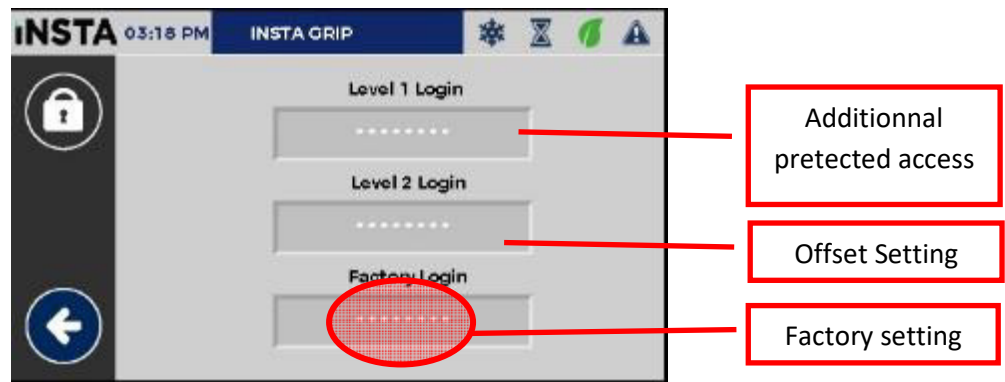 iNSTA 03:18 PM INSTA GRIP
Level 1 Login
********
Level 2 Login
********
Factory Login
********
Additionnal
pretected access
Offset Setting
Factory setting